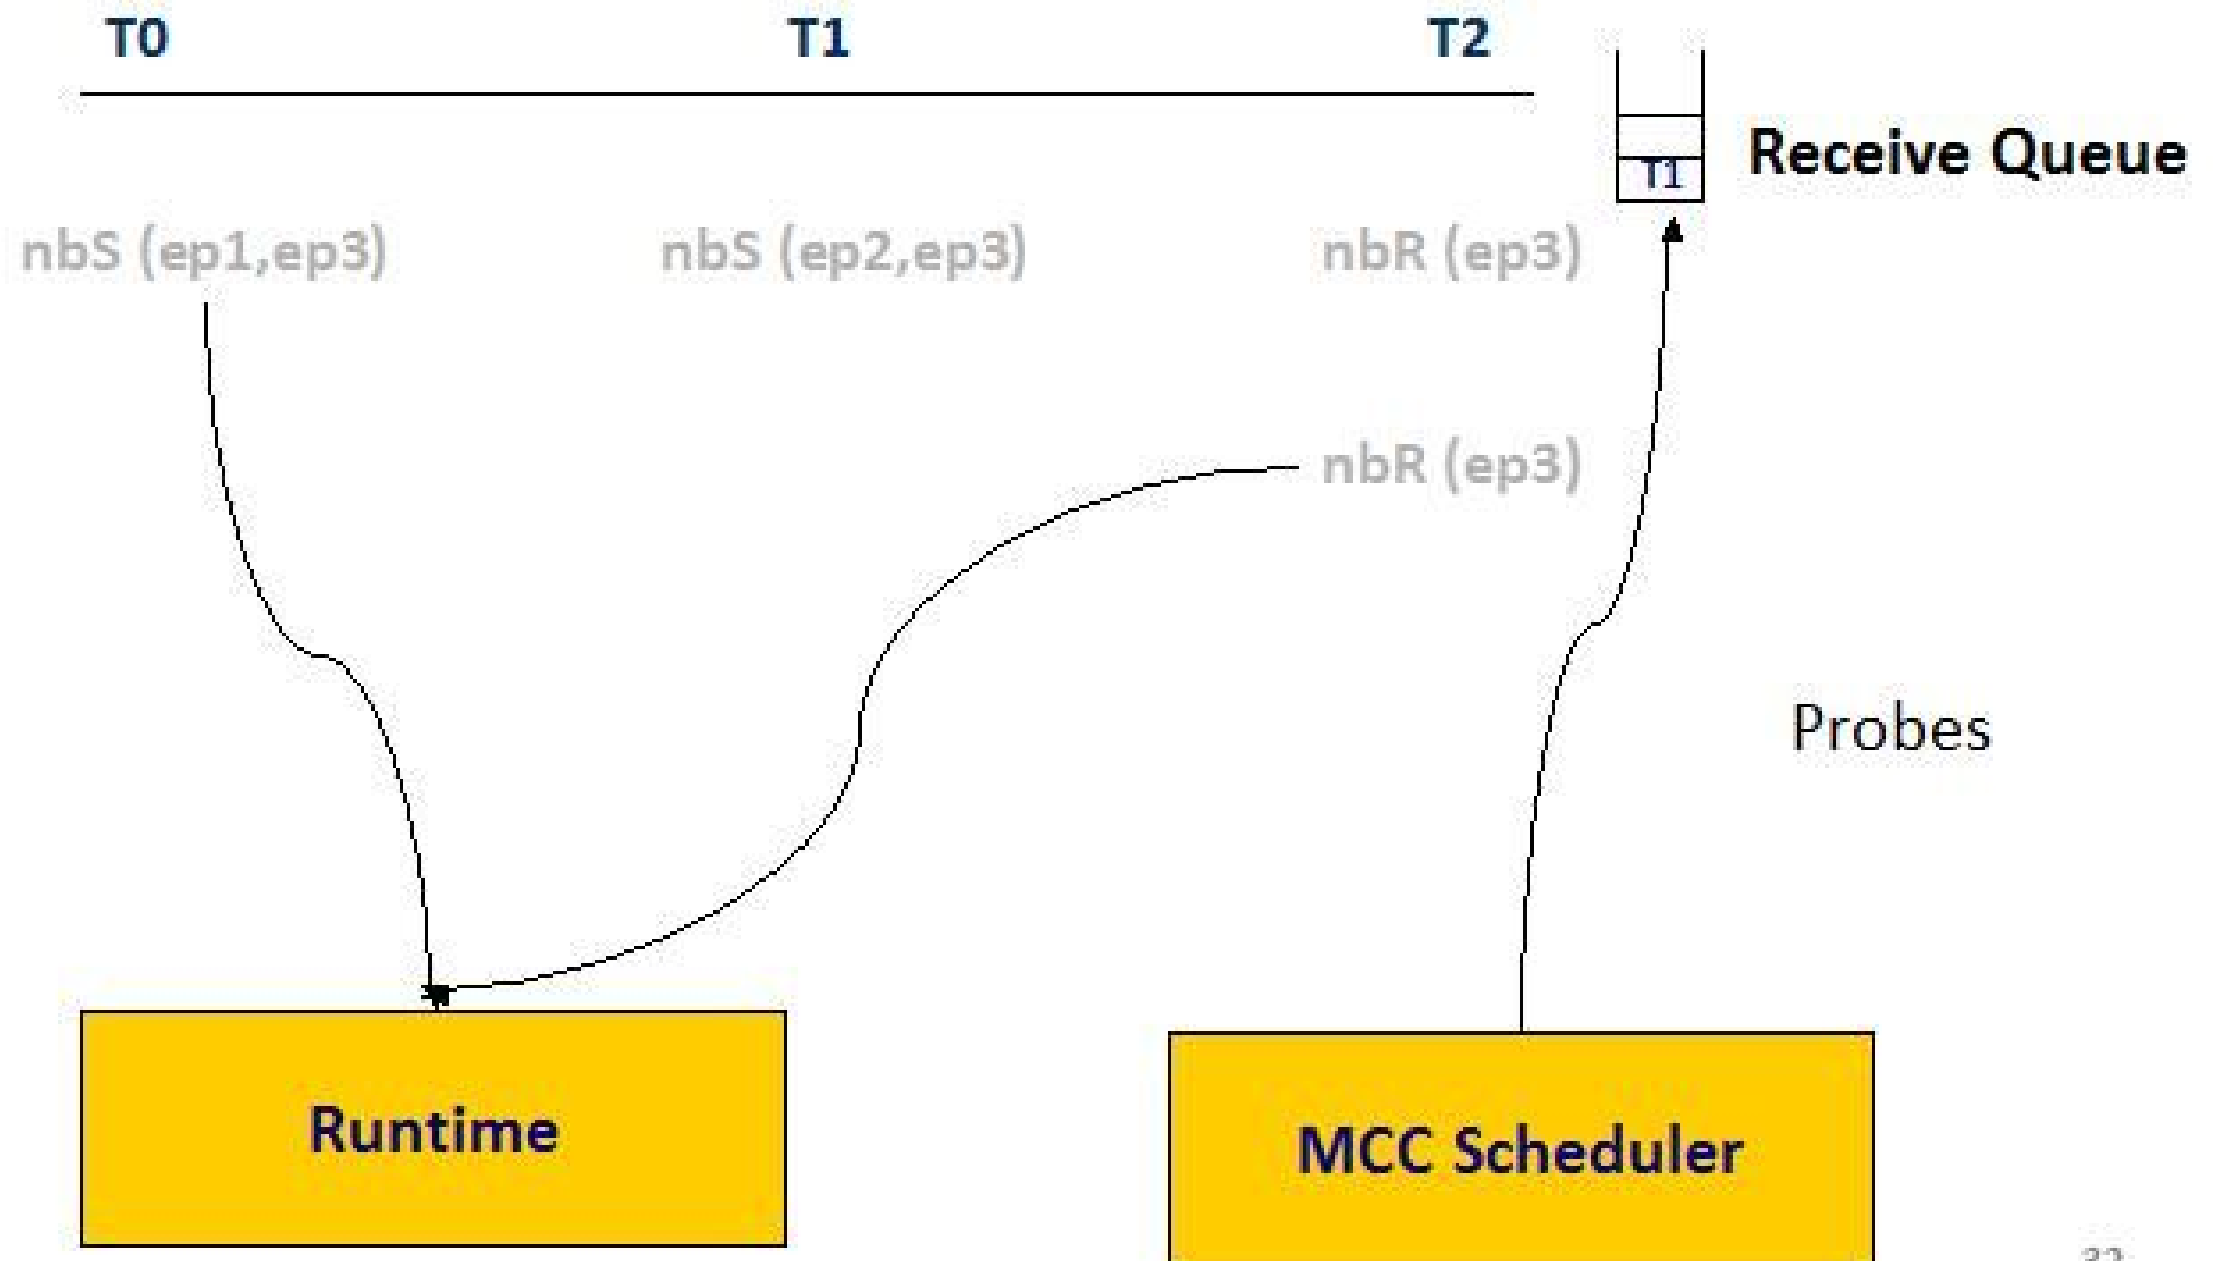 T0 T1 T2
Receive Queue
T1
nbS (ep1,ep3) nbS (ep2,ep3) nbR (ep3)
nbR (ep3)
Probes
Runtime
MCC Scheduler